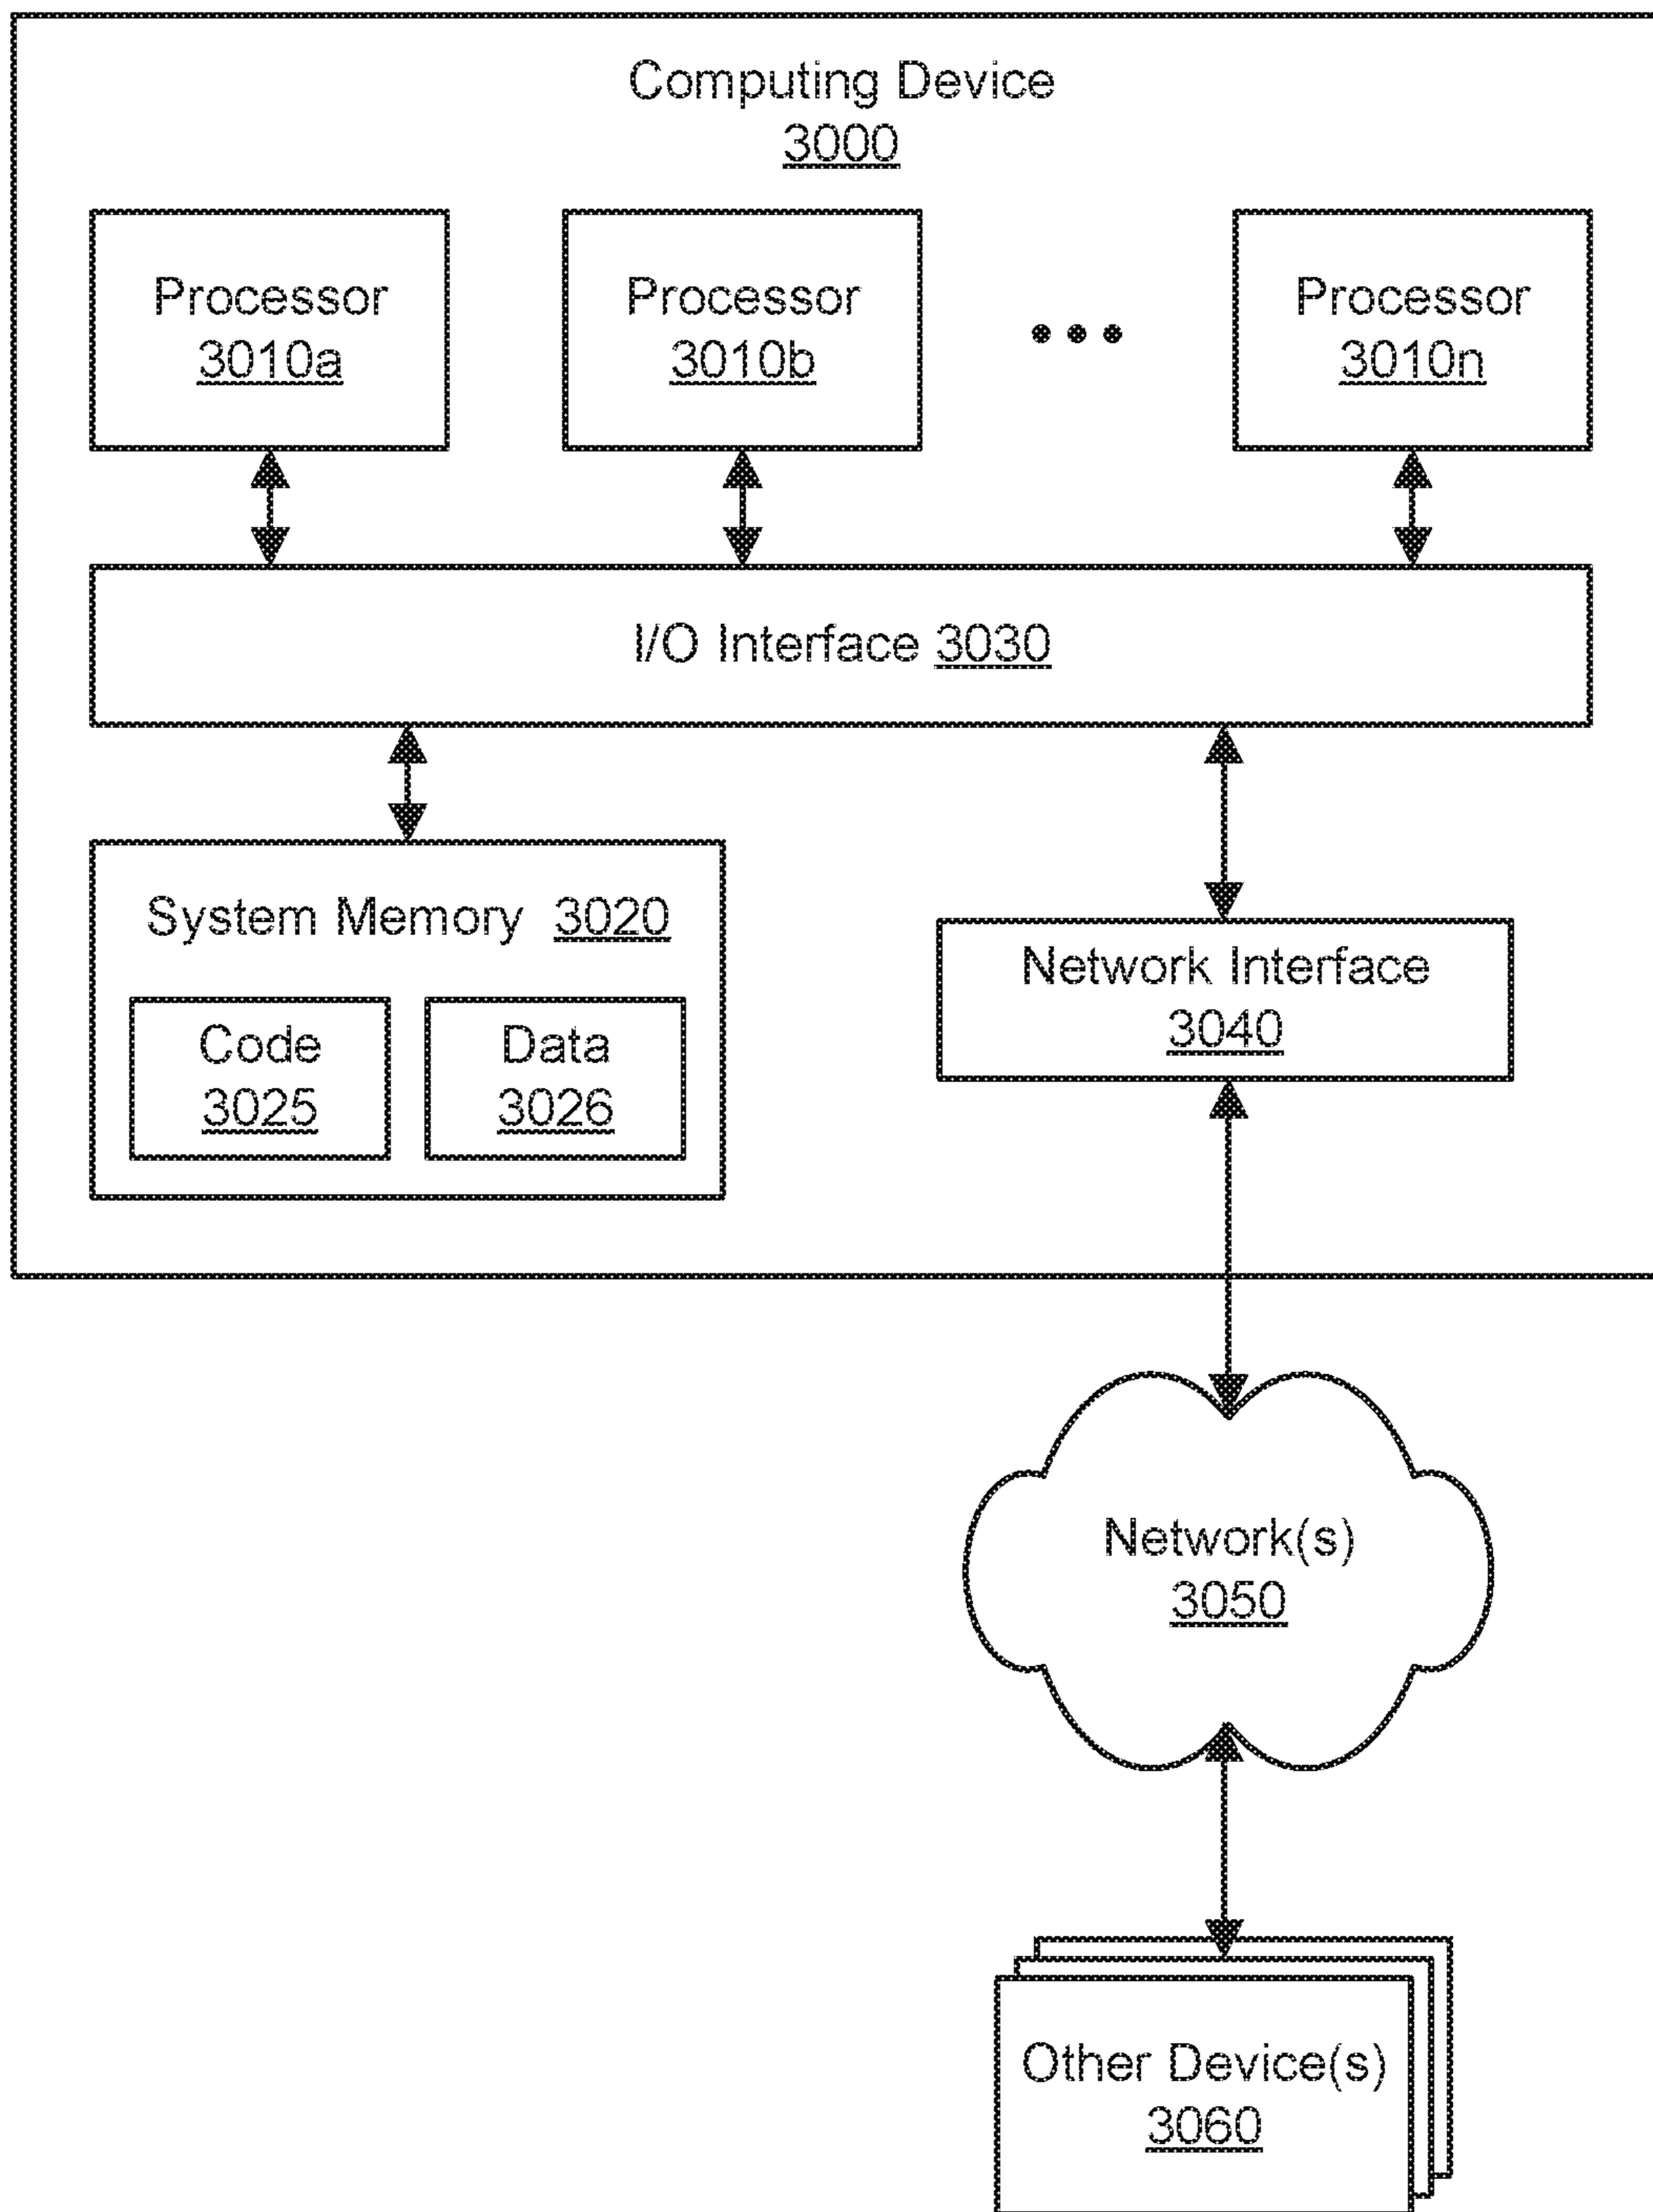 Computing Device
3000
Processor
3010a
Processor
3010b
Processor
3010n
I/O Interface 3030
System Memory 3020
Code
3025
Data
3026
Network Interface
3040
Network(s)
3050
Other Device(s)
3060